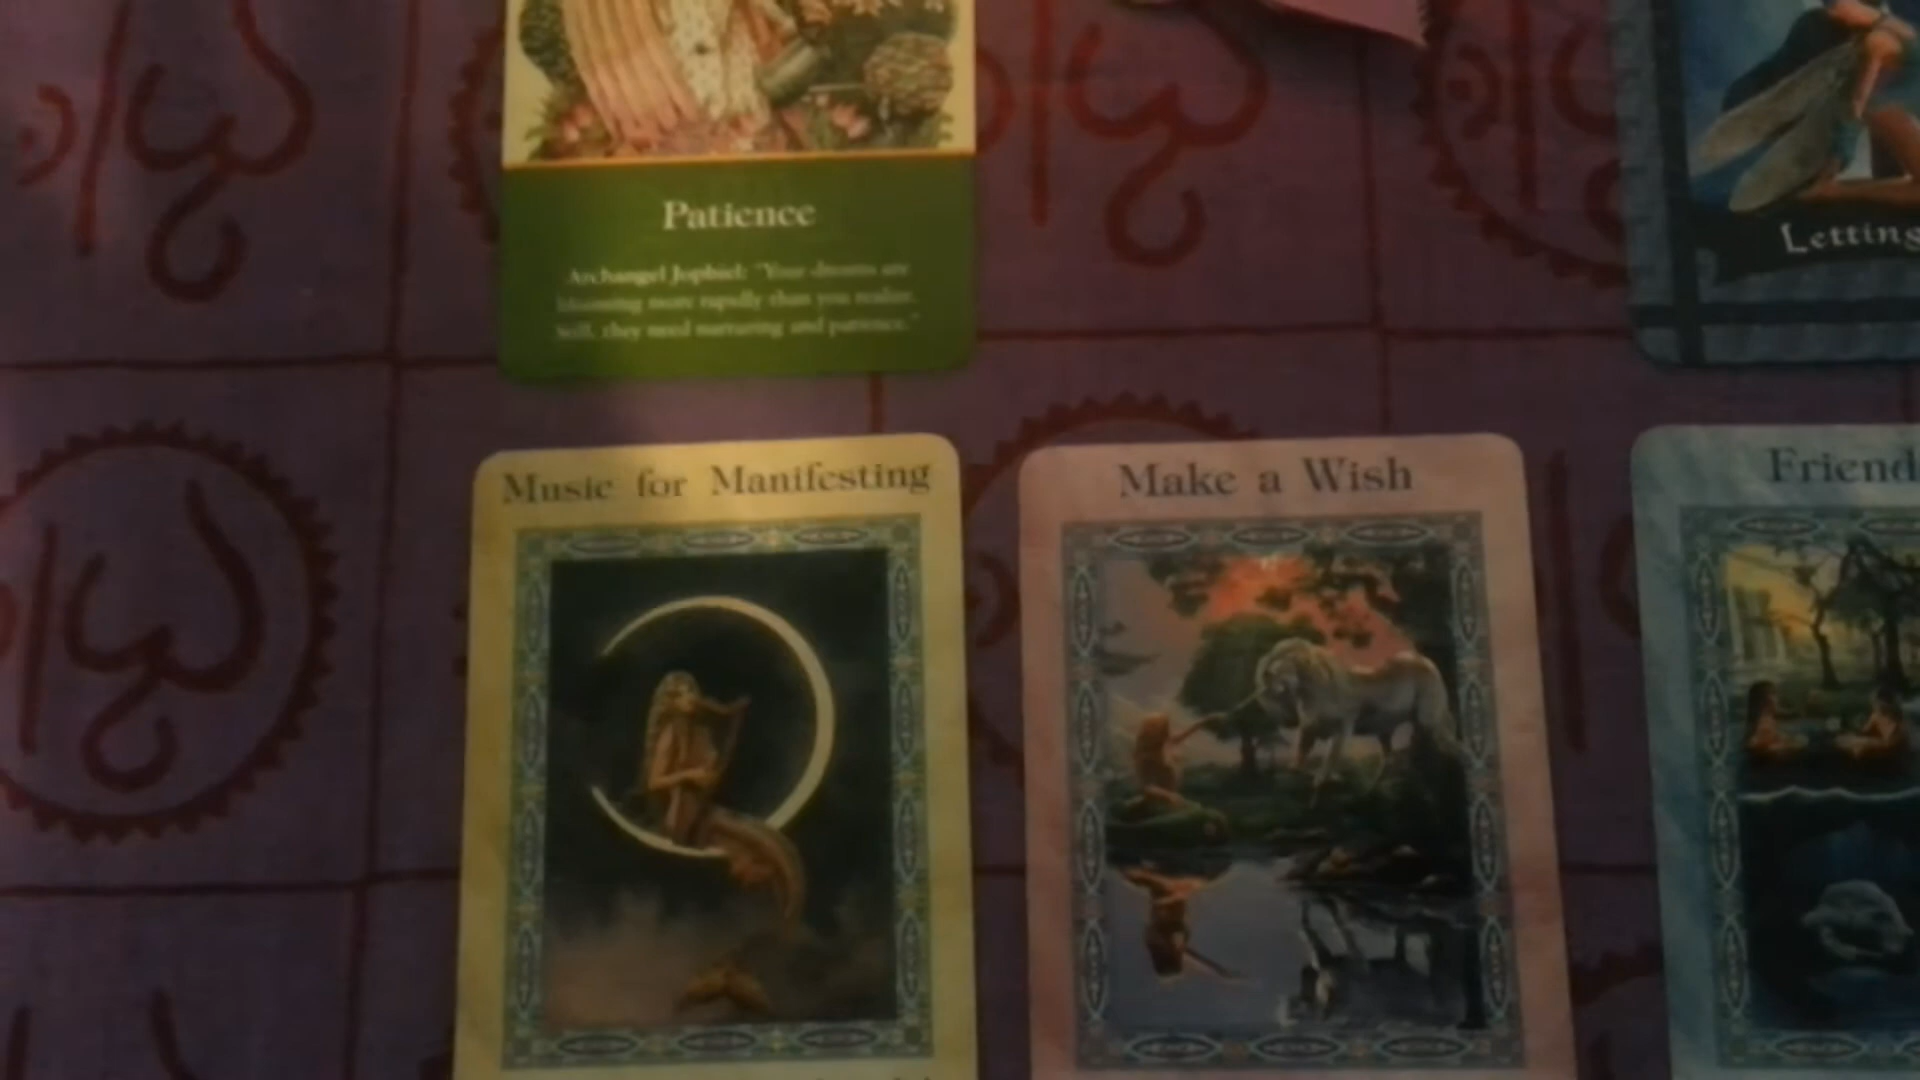 Patience
Archangel Jophiel: "Your dreams are
blooming more rapidly than you realize.
Still, they need nurturing and patience."
Letting
Music for Manifesting
Make a Wish
Friend